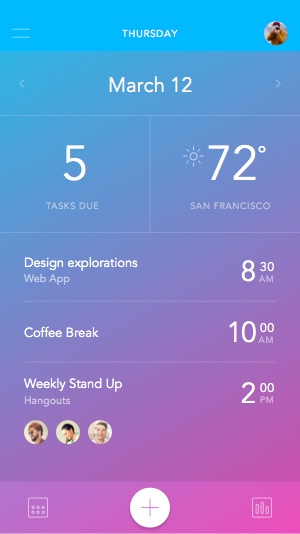 THURSDAY
March 12
5
72°
TASKS DUE
SAN FRANCISCO
Design explorations
8 30 AM
Web App
Coffee Break
10 00 AM
Weekly Stand Up
2 00 PM
Hangouts